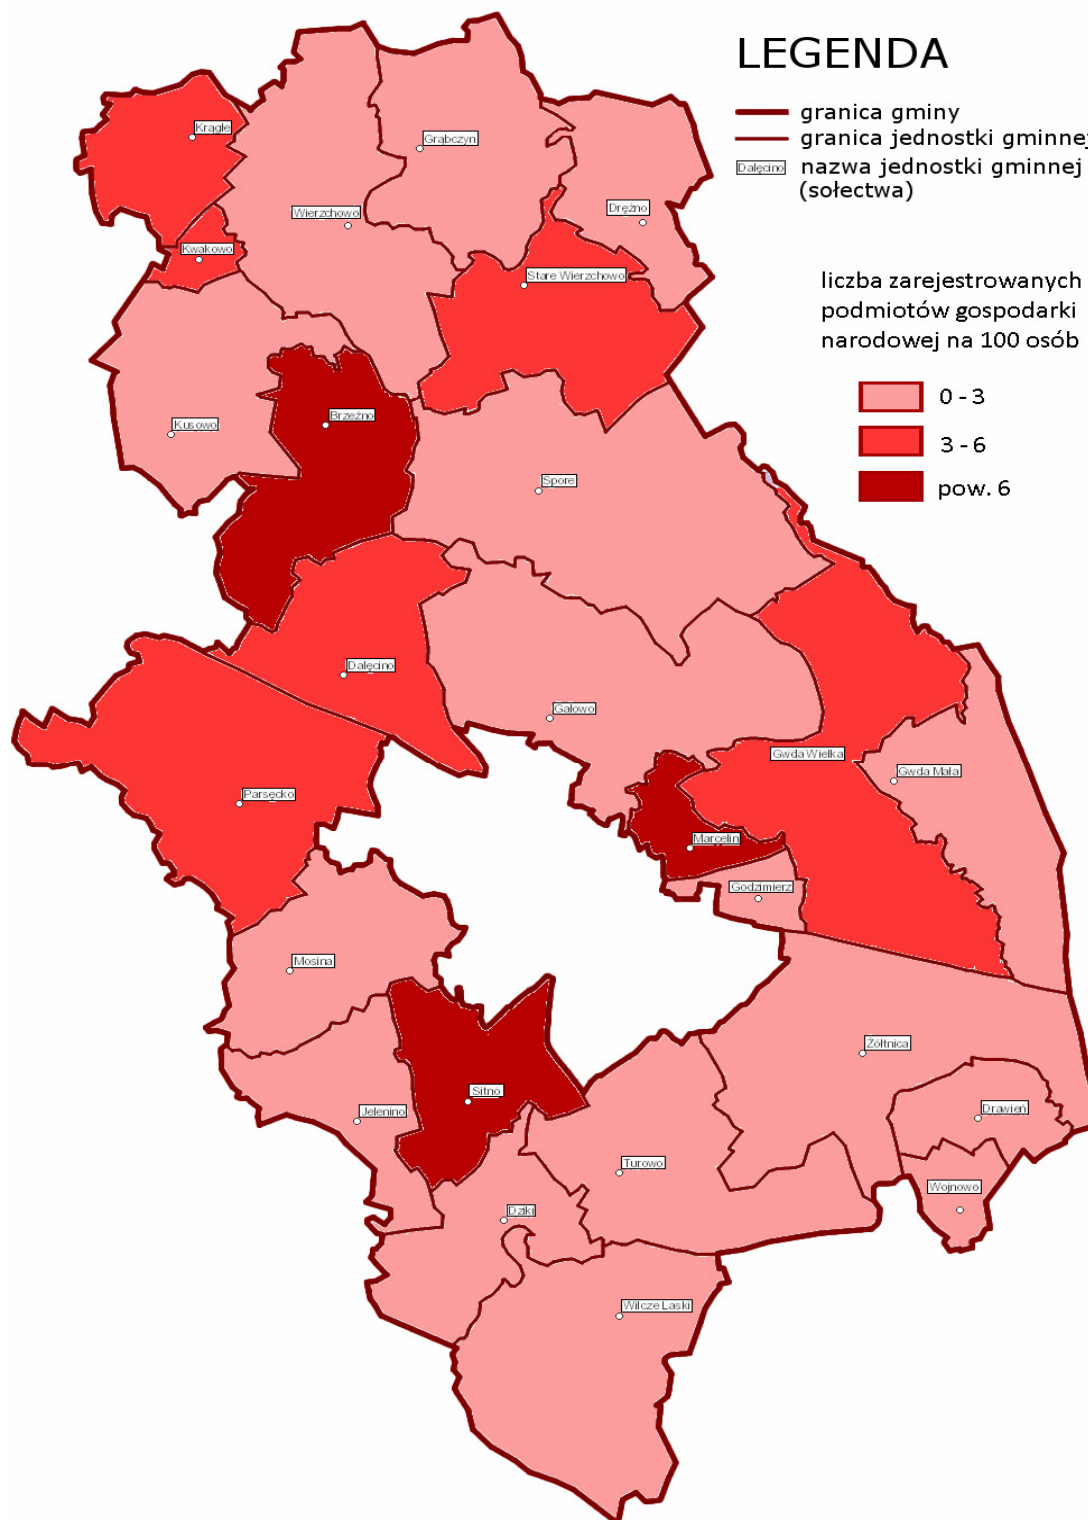 LEGENDA
granica gminy
granica jednostki gminnej
Dalęcino
nazwa jednostki gminnej
(sołectwa)
liczba zarejestrowanych
podmiotów gospodarki
narodowej na 100 osób
0 - 3
3 - 6
pow. 6
Krągłe
Grąbczyn
Wierzchowo
Drężno
Kwakowo
Stare Wierzchowo
Brzeźno
Kusowo
Spore
Dalęcino
Gałowo
Gwda Wielka
Gwda Mała
Parsęcko
Marcelin
Godzimierz
Mosina
Żółtnica
Sitno
Jelenino
Drawień
Turowo
Wojnowo
Dziki
Wilcze Laski